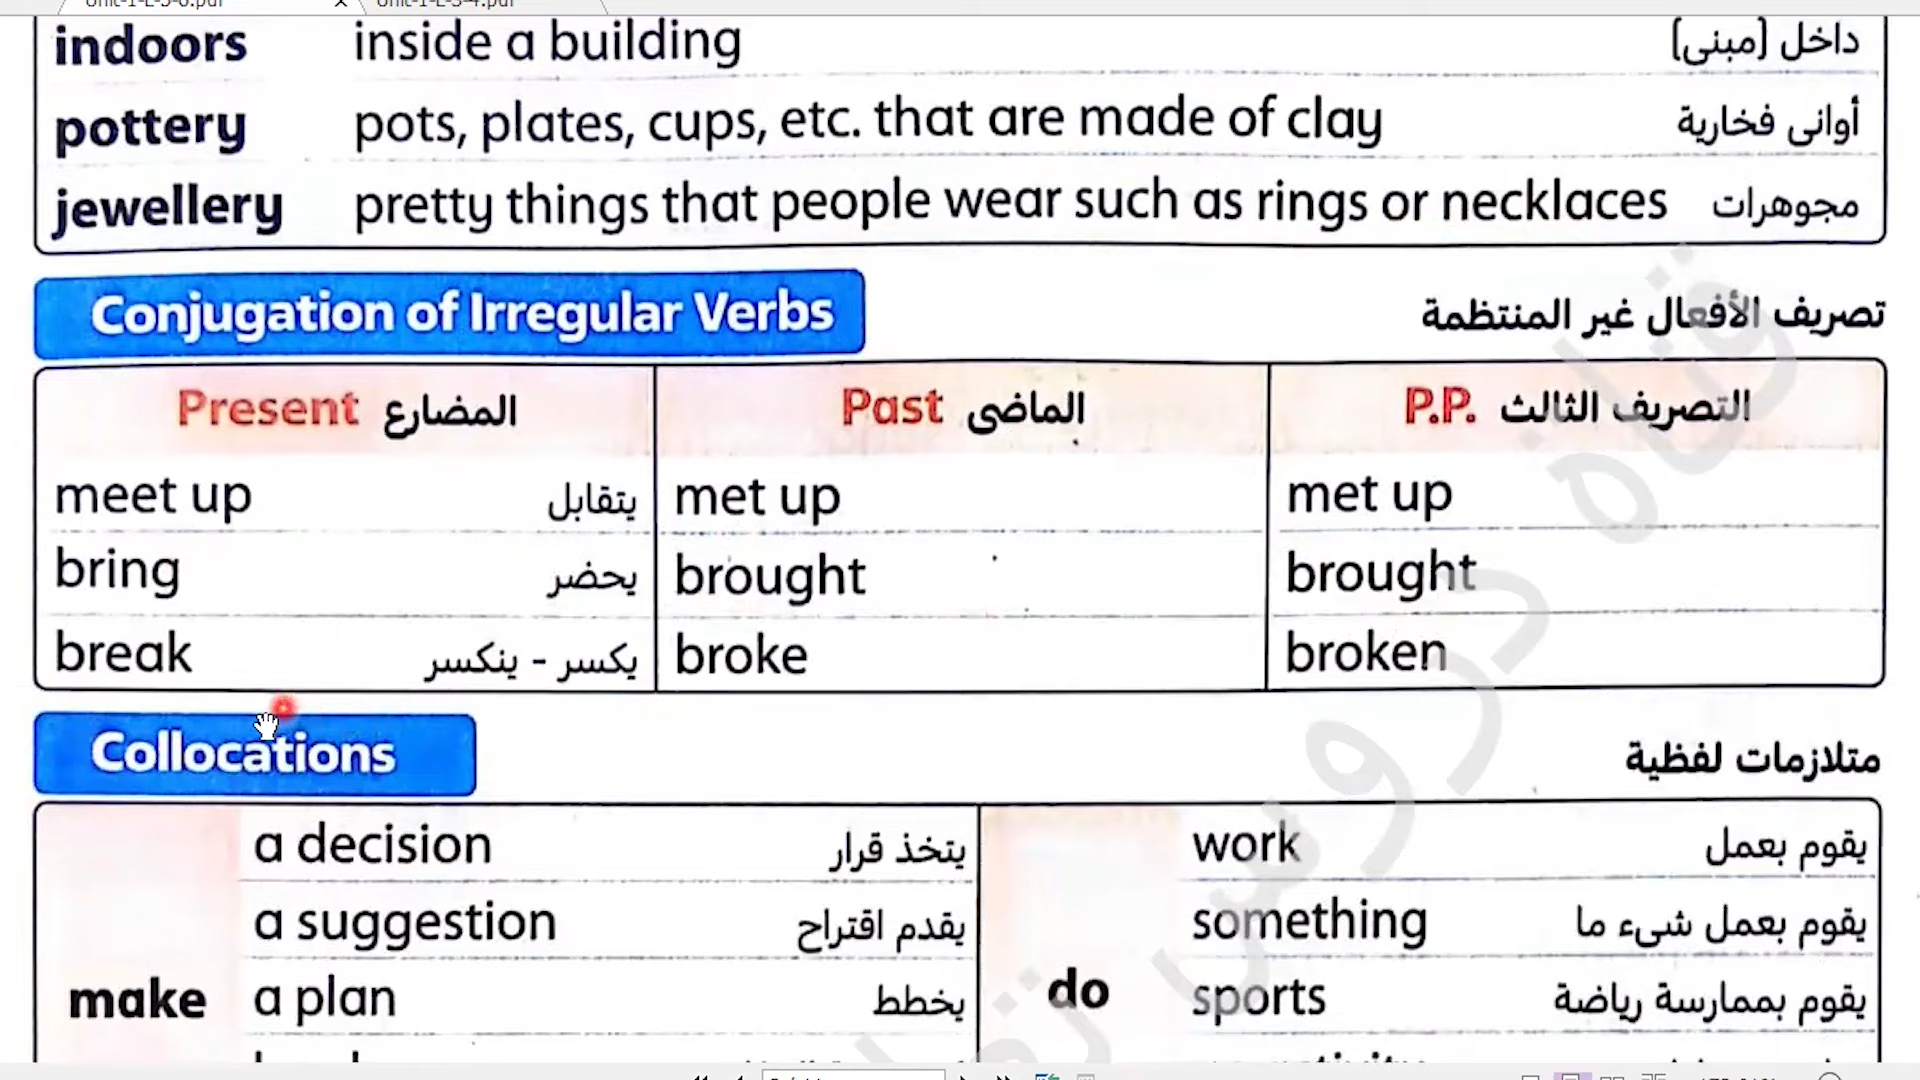 indoors inside a building داخل (مبنى)
pottery pots, plates, cups, etc. that are made of clay أوانى فخارية
jewellery pretty things that people wear such as rings or necklaces مجوهرات
Conjugation of Irregular Verbs تصريف الأفعال غير المنتظمة
Present المضارع Past الماضى P.P. التصريف الثالث
meet up يتقابل met up met up
bring يحضر brought brought
break يكسر - ينكسر broke broken
Collocations متلازمات لفظية
a decision يتخذ قرار work يقوم بعمل
a suggestion يقدم اقتراح something يقوم بعمل شىء ما
make a plan يخطط do sports يقوم بممارسة رياضة
قناة دروس